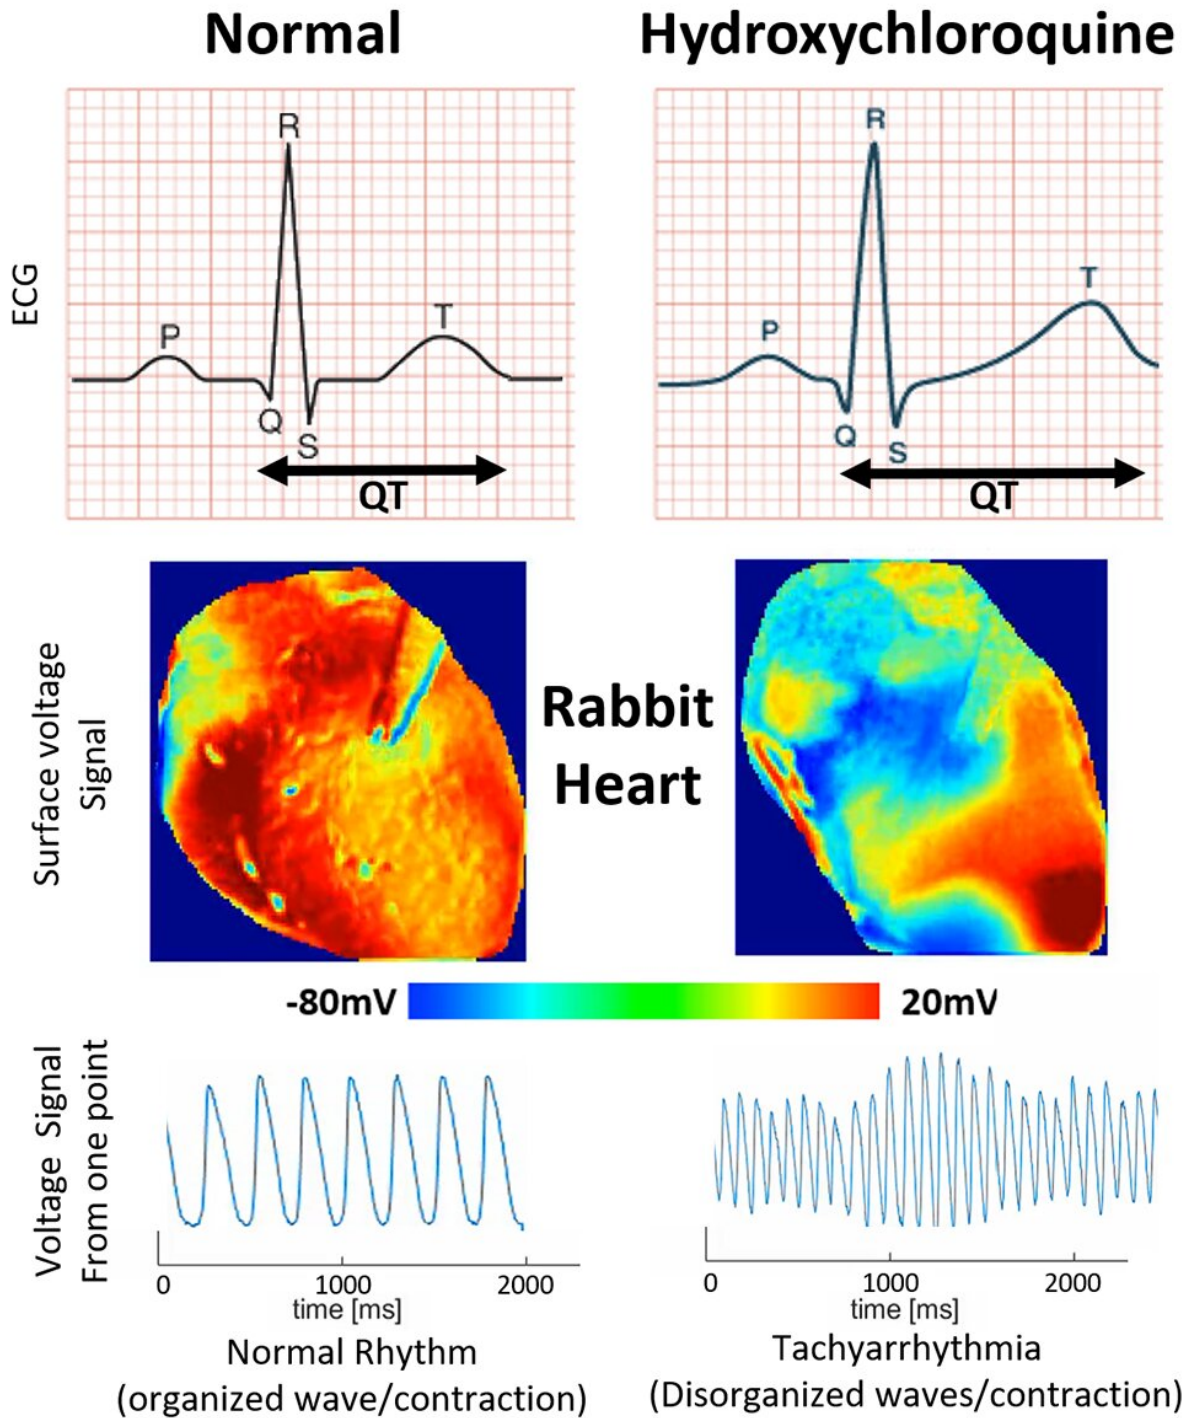 Normal
Hydroxychloroquine
ECG
P
R
Q
S
T
QT
P
R
Q
S
T
QT
Surface voltage
Signal
Rabbit
Heart
-80mV
20mV
Voltage Signal
From one point
0
1000
2000
time [ms]
0
1000
2000
time [ms]
Normal Rhythm
(organized wave/contraction)
Tachyarrhythmia
(Disorganized waves/contraction)